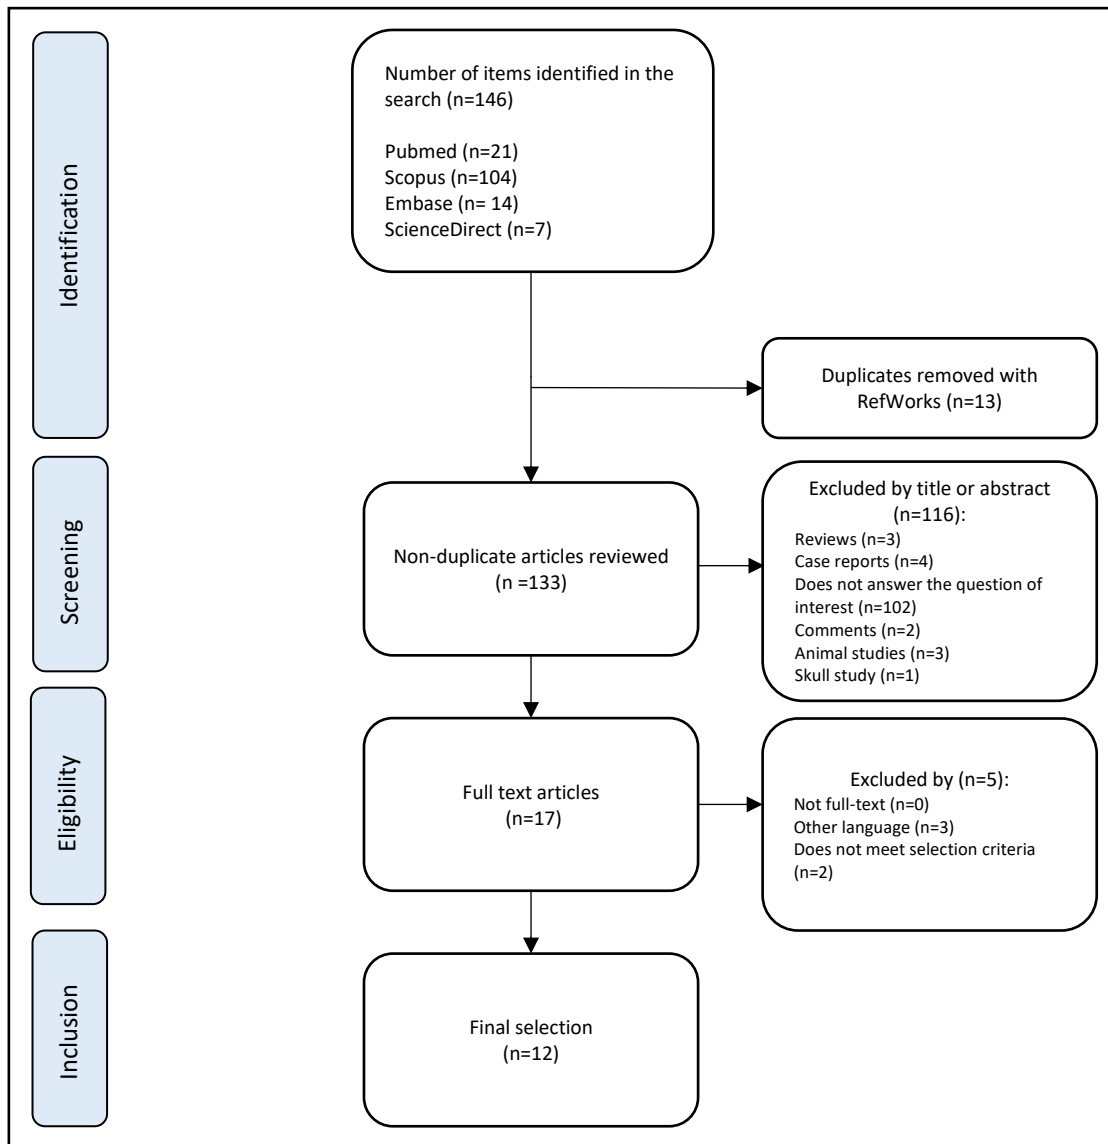 Identification
Number of items identified in the
search (n=146)
Pubmed (n=21)
Scopus (n=104)
Embase (n= 14)
ScienceDirect (n=7)
Duplicates removed with
RefWorks (n=13)
Screening
Non-duplicate articles reviewed
(n =133)
Excluded by title or abstract
(n=116):
Reviews (n=3)
Case reports (n=4)
Does not answer the question of
interest (n=102)
Comments (n=2)
Animal studies (n=3)
Skull study (n=1)
Eligibility
Full text articles
(n=17)
Excluded by (n=5):
Not full-text (n=0)
Other language (n=3)
Does not meet selection criteria
(n=2)
Inclusion
Final selection
(n=12)